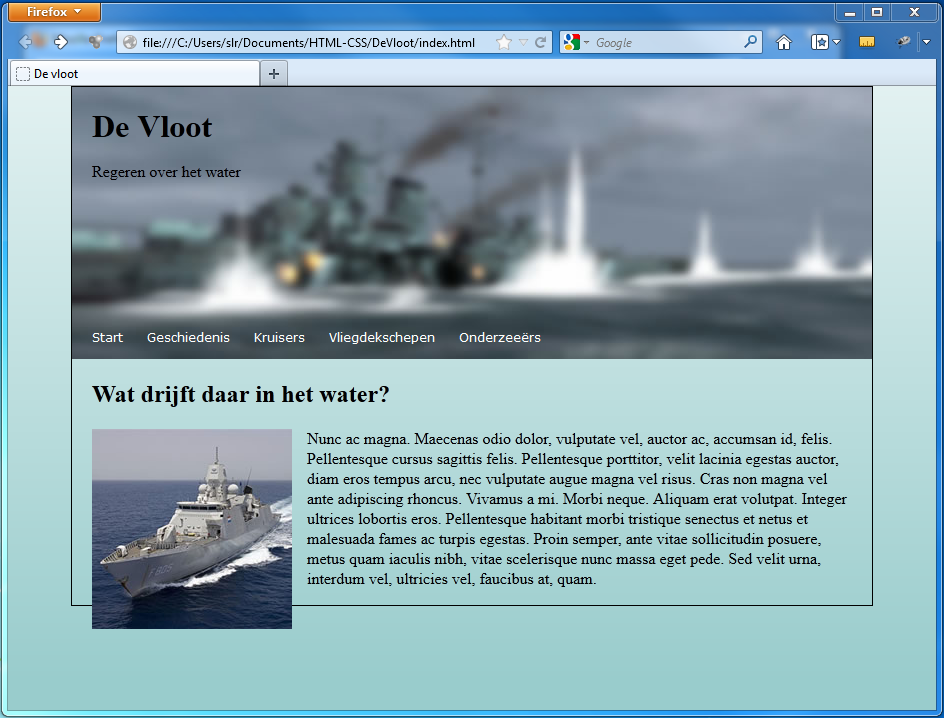 Firefox
file:///C:/Users/slr/Documents/HTML-CSS/DeVloot/index.html
Google
De vloot
De Vloot
Regeren over het water
Start Geschiedenis Kruisers Vliegdekschepen Onderzeeërs
Wat drijft daar in het water?
Nunc ac magna. Maecenas odio dolor, vulputate vel, auctor ac, accumsan id, felis.
Pellentesque cursus sagittis felis. Pellentesque porttitor, velit lacinia egestas auctor,
diam eros tempus arcu, nec vulputate augue magna vel risus. Cras non magna vel
ante adipiscing rhoncus. Vivamus a mi. Morbi neque. Aliquam erat volutpat. Integer
ultrices lobortis eros. Pellentesque habitant morbi tristique senectus et netus et
malesuada fames ac turpis egestas. Proin semper, ante vitae sollicitudin posuere,
metus quam iaculis nibh, vitae scelerisque nunc massa eget pede. Sed velit urna,
interdum vel, ultricies vel, faucibus at, quam.